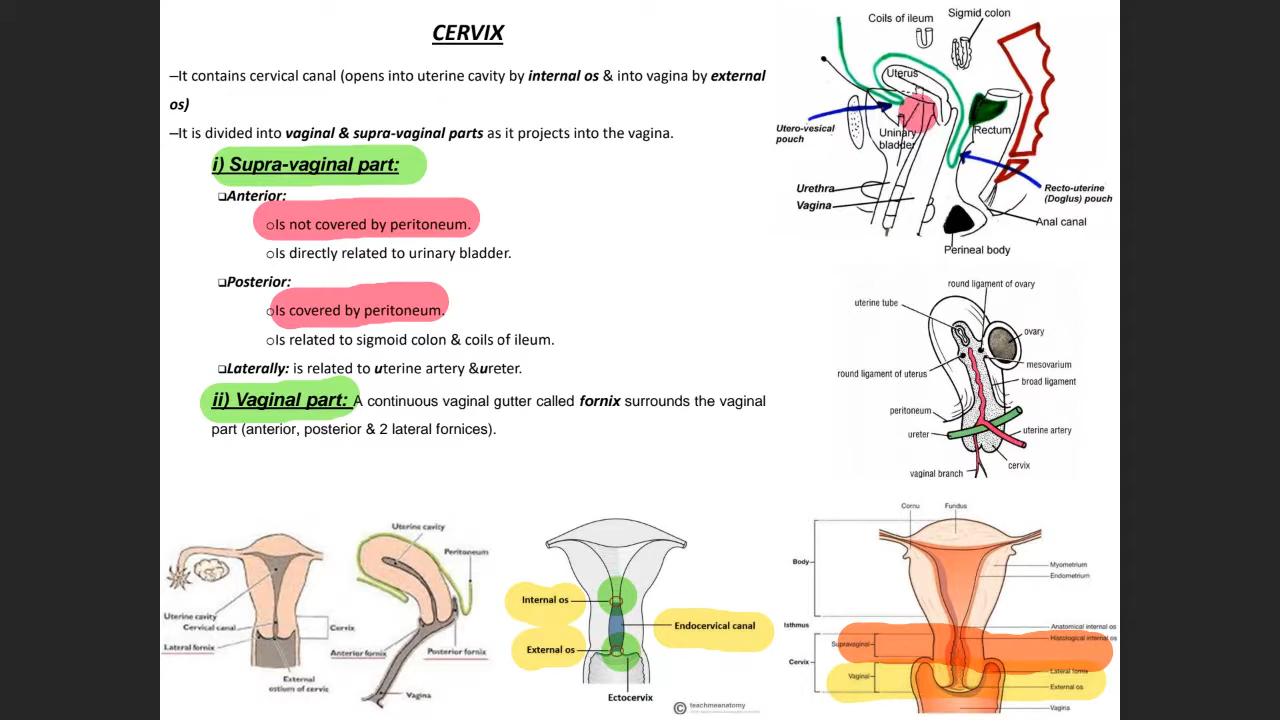 CERVIX
–It contains cervical canal (opens into uterine cavity by internal os & into vagina by external
os)
–It is divided into vaginal & supra-vaginal parts as it projects into the vagina.
i) Supra-vaginal part:
❑Anterior:
oIs not covered by peritoneum.
oIs directly related to urinary bladder.
❑Posterior:
oIs covered by peritoneum.
oIs related to sigmoid colon & coils of ileum.
❑Laterally: is related to uterine artery &ureter.
ii) Vaginal part: A continuous vaginal gutter called fornix surrounds the vaginal
part (anterior, posterior & 2 lateral fornices).
Coils of ileum
Sigmid colon
Uterus
Utero-vesical
pouch
Uninary
bladder
Rectum
Urethra
Vagina
Recto-uterine
(Doglus) pouch
Anal canal
Perineal body
round ligament of ovary
uterine tube
ovary
mesovarium
round ligament of uterus
broad ligament
peritoneum
ureter
uterine artery
cervix
vaginal branch
Uterine cavity
Peritoneum
Uterine cavity
Cervical canal
Cervix
Lateral fornix
Anterior fornix
Posterior fornix
External
ostium of cervix
Vagina
Internal os
Endocervical canal
External os
Ectocervix
© teachmeanatomy
Cornu
Fundus
Body
Myometrium
Endometrium
Isthmus
Anatomical internal os
Histological internal os
Supravaginal
Cervix
Vaginal
Lateral fornix
External os
Vagina